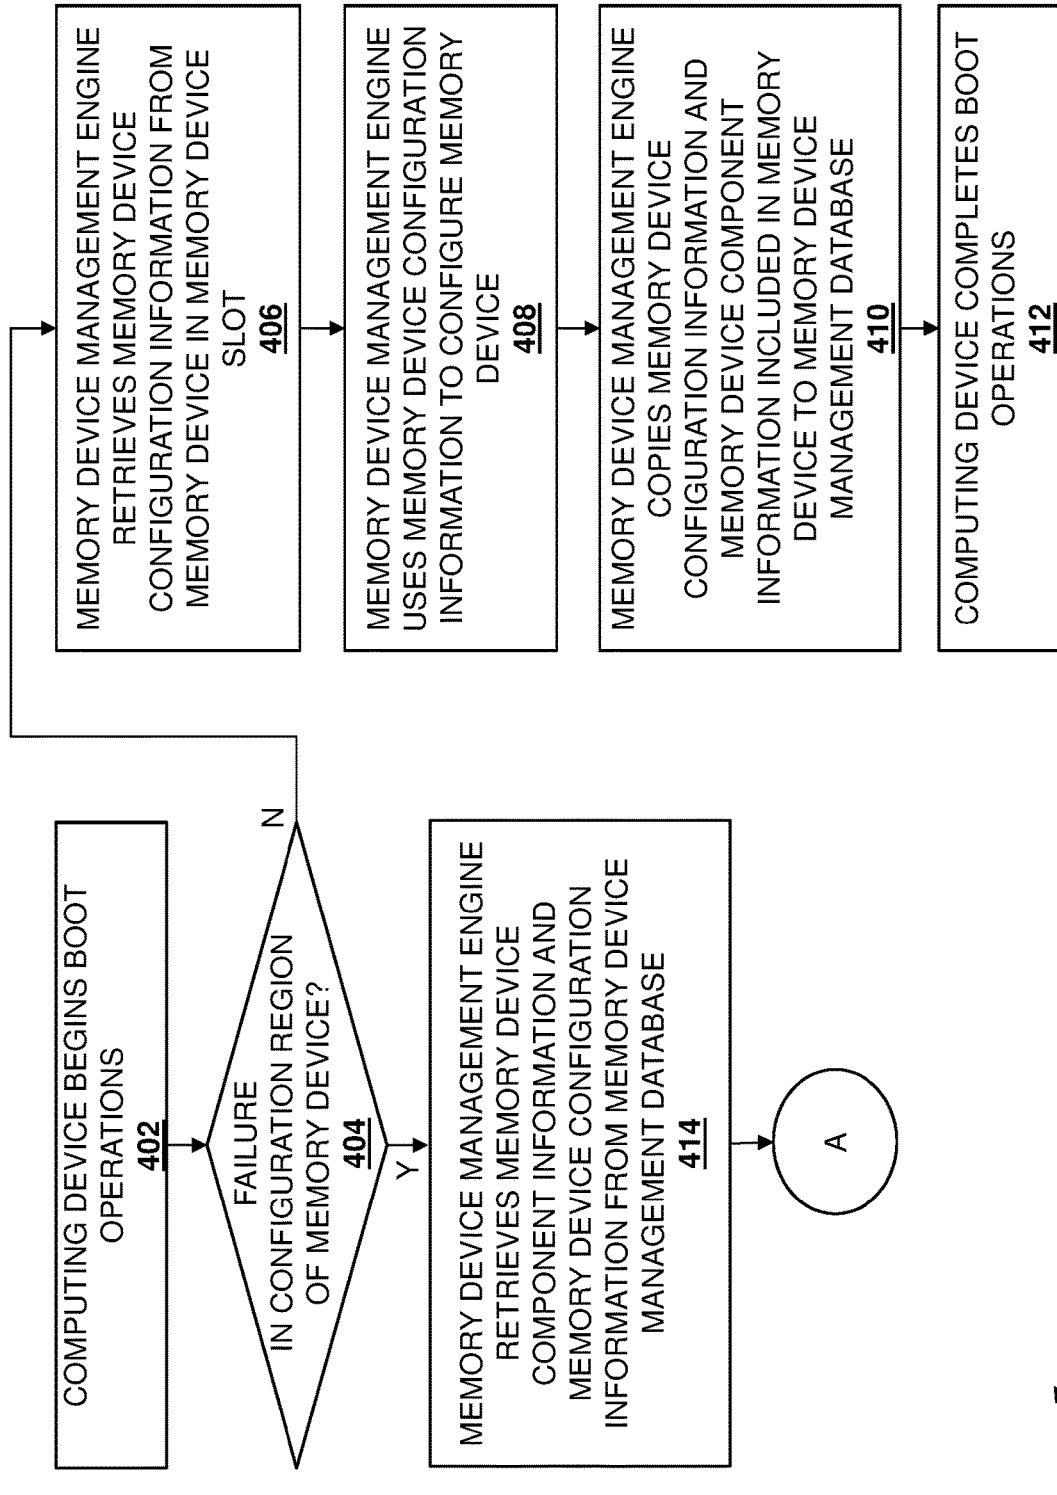 COMPUTING DEVICE BEGINS BOOT
OPERATIONS
402
FAILURE
IN CONFIGURATION REGION
OF MEMORY DEVICE?
404
N
Y
MEMORY DEVICE MANAGEMENT ENGINE
RETRIEVES MEMORY DEVICE
COMPONENT INFORMATION AND
MEMORY DEVICE CONFIGURATION
INFORMATION FROM MEMORY DEVICE
MANAGEMENT DATABASE
414
A
MEMORY DEVICE MANAGEMENT ENGINE
RETRIEVES MEMORY DEVICE
CONFIGURATION INFORMATION FROM
MEMORY DEVICE IN MEMORY DEVICE
SLOT
406
MEMORY DEVICE MANAGEMENT ENGINE
USES MEMORY DEVICE CONFIGURATION
INFORMATION TO CONFIGURE MEMORY
DEVICE
408
MEMORY DEVICE MANAGEMENT ENGINE
COPIES MEMORY DEVICE
CONFIGURATION INFORMATION AND
MEMORY DEVICE COMPONENT
INFORMATION INCLUDED IN MEMORY
DEVICE TO MEMORY DEVICE
MANAGEMENT DATABASE
410
COMPUTING DEVICE COMPLETES BOOT
OPERATIONS
412